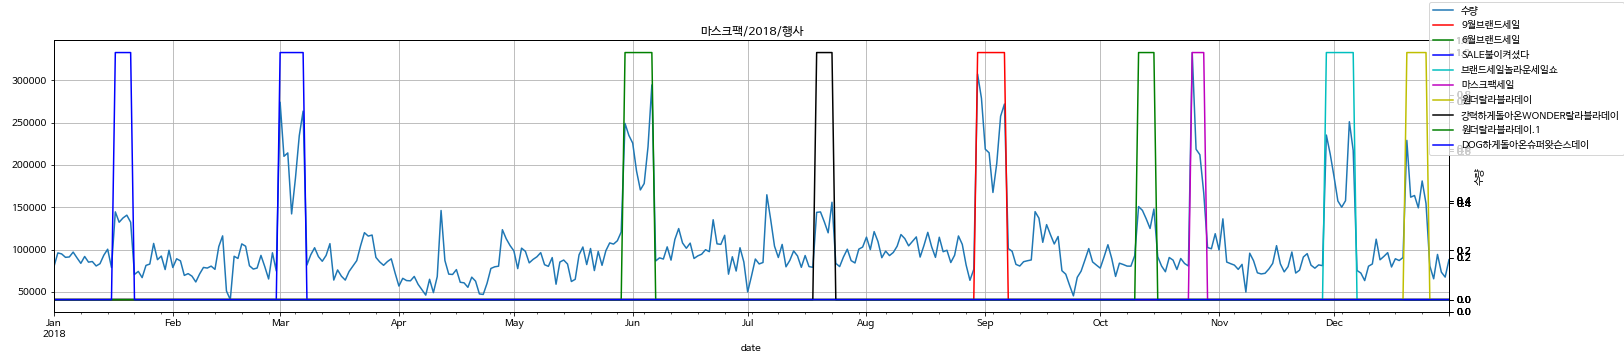 마스크팩/2018/행사
수량
9월브랜드세일
6월브랜드세일
SALE불이켜졌다
브랜드세일놀라운세일쇼
마스크팩세일
원더랄라블라데이
강력하게돌아온WONDER랄라블라데이
원더랄라블라데이.1
DOG하게돌아온슈퍼왓슨스데이
300000
250000
200000
150000
100000
50000
0.2
0.0
0.0
수량
Jan
2018
Feb
Mar
Apr
May
Jun
Jul
Aug
Sep
Oct
Nov
Dec
date